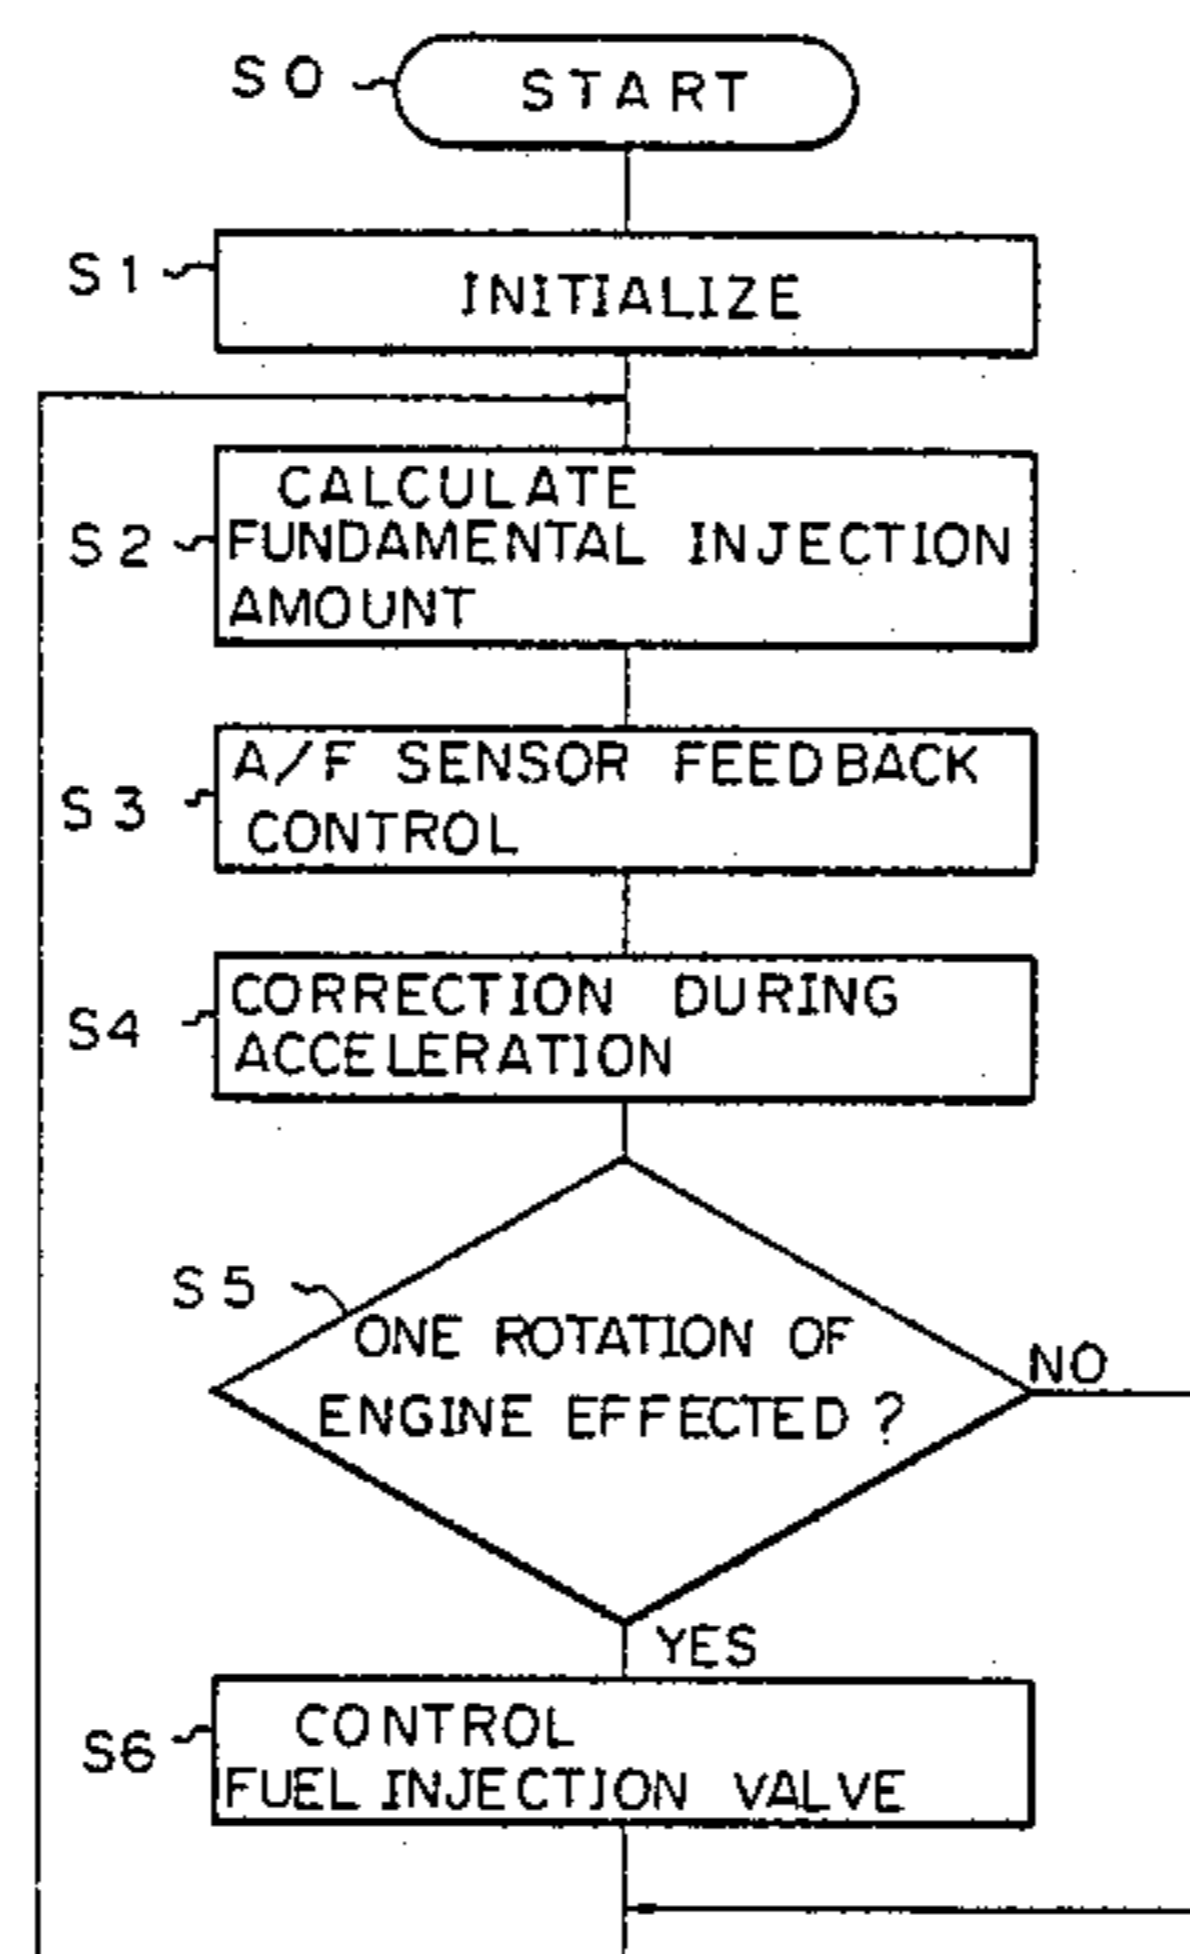 S0 START
S1 INITIALIZE
CALCULATE
S2 FUNDAMENTAL INJECTION
AMOUNT
A/F SENSOR FEEDBACK
S3 CONTROL
CORRECTION DURING
S4 ACCELERATION
S5
ONE ROTATION OF
ENGINE EFFECTED?
NO
YES
CONTROL
S6
FUEL INJECTION VALVE